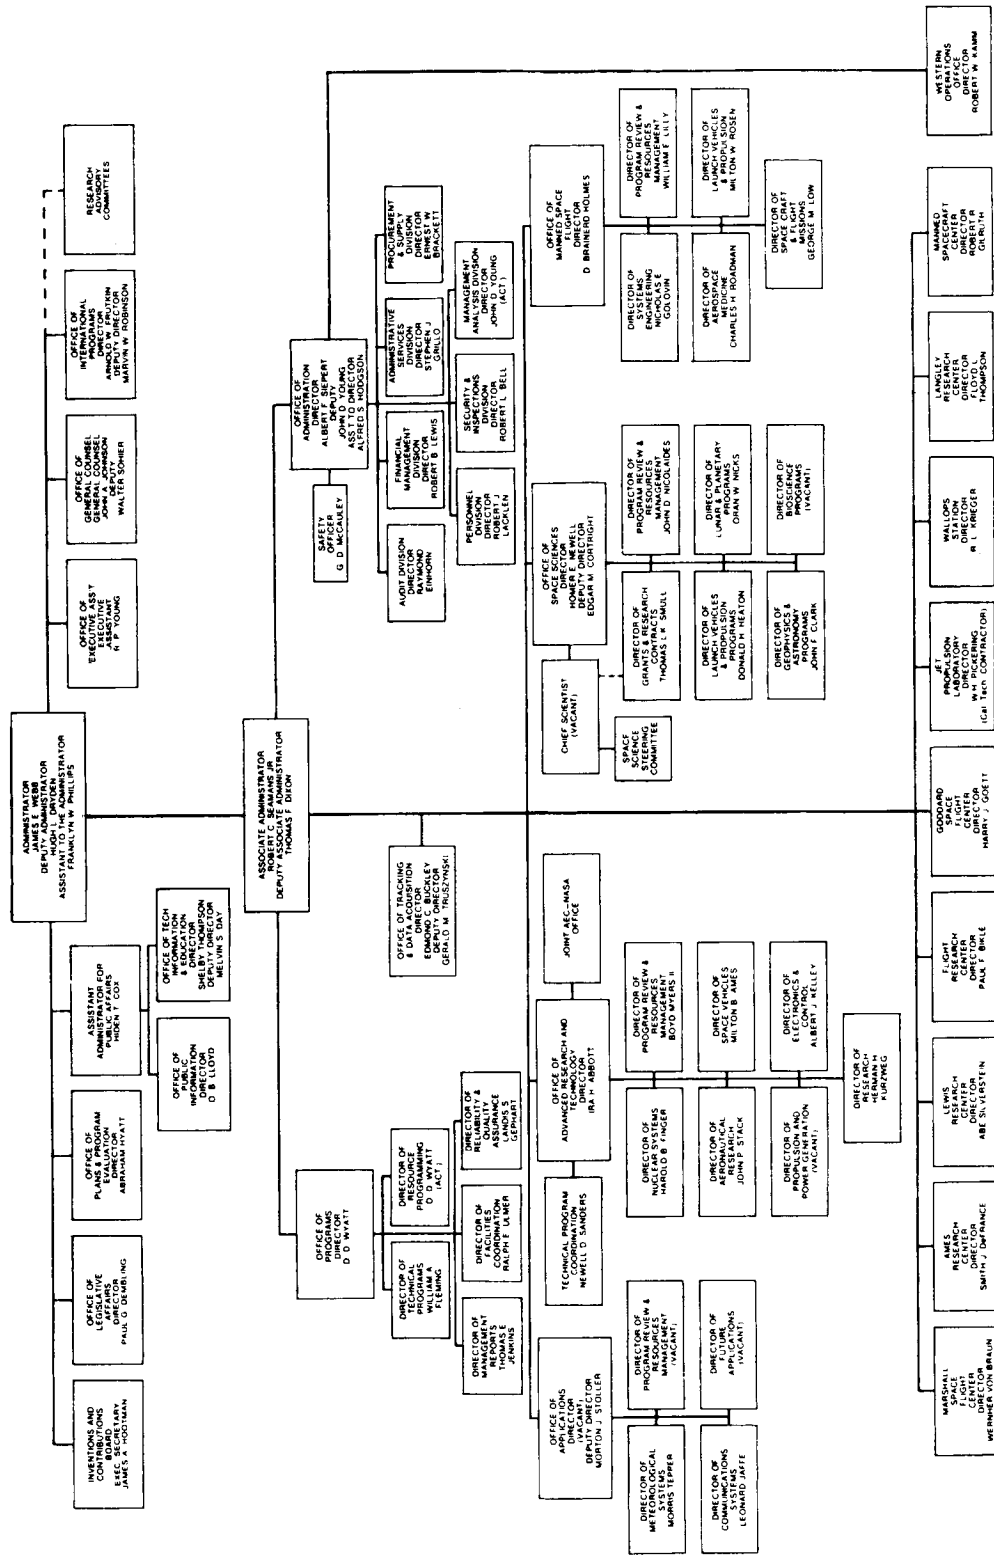 ADMINISTRATOR
JAMES E. WEBB
DEPUTY ADMINISTRATOR
HUGH L. DRYDEN
ASSISTANT TO THE ADMINISTRATOR
FRANKLYN W. PHILLIPS
INVENTIONS AND
CONTRIBUTIONS
BOARD
EXEC. SECRETARY
JAMES A. HOOTMAN
OFFICE OF
LEGISLATIVE
AFFAIRS
DIRECTOR
PAUL G. DEMBLING
OFFICE OF
PLANS & PROGRAM
EVALUATION
DIRECTOR
ABRAHAM HYATT
ASSISTANT
ADMINISTRATOR FOR
PUBLIC AFFAIRS
HIDEN T. COX
OFFICE OF
PUBLIC
INFORMATION
DIRECTOR
O. B. LLOYD
OFFICE OF TECH
INFORMATION
& EDUCATION
DIRECTOR
SHELBY THOMPSON
DEPUTY DIRECTOR
MELVIN S. DAY
OFFICE OF
EXECUTIVE ASS'T
EXECUTIVE
ASSISTANT
R. P. YOUNG
OFFICE OF
GENERAL COUNSEL
GENERAL COUNSEL
JOHN A. JOHNSON
DEPUTY
WALTER SOHIER
OFFICE OF
INTERNATIONAL
PROGRAMS
DIRECTOR
ARNOLD W. FRUTKIN
DEPUTY DIRECTOR
MARVIN W. ROBINSON
RESEARCH
ADVISORY
COMMITTEES
ASSOCIATE ADMINISTRATOR
ROBERT C. SEAMANS JR
DEPUTY ASSOCIATE ADMINISTRATOR
THOMAS F. DIXON
OFFICE OF
PROGRAMS
DIRECTOR
D. D. WYATT
DIRECTOR OF
TECHNICAL
PROGRAMS
WILLIAM A.
FLEMING
DIRECTOR OF
RESOURCE
PROGRAMMING
D. D. WYATT
(ACT.)
DIRECTOR OF
MANAGEMENT
REPORTS
THOMAS E.
JENKINS
DIRECTOR OF
FACILITIES
COORDINATION
RALPH E. ULMER
DIRECTOR OF
RELIABILITY &
QUALITY
ASSURANCE
LANDIS S.
GEPHART
OFFICE OF TRACKING
& DATA ACQUISITION
DIRECTOR
EDMOND C. BUCKLEY
DEPUTY DIRECTOR
GERALD M. TRUSZYNSKI
OFFICE OF
ADMINISTRATION
DIRECTOR
ALBERT F. SIEPERT
DEPUTY
JOHN D. YOUNG
ASS'T TO DIRECTOR
ALFRED S. HODGSON
SAFETY
OFFICER
G. D. McCAULEY
AUDIT DIVISION
DIRECTOR
RAYMOND
EINHORN
FINANCIAL
MANAGEMENT
DIVISION
DIRECTOR
ROBERT B. LEWIS
ADMINISTRATIVE
SERVICES
DIVISION
DIRECTOR
STEPHEN J.
GRILLO
PROCUREMENT
& SUPPLY
DIVISION
DIRECTOR
ERNEST W.
BRACKETT
PERSONNEL
DIVISION
DIRECTOR
ROBERT J.
LACKLEN
SECURITY &
INSPECTIONS
DIVISION
DIRECTOR
ROBERT L. BELL
MANAGEMENT
ANALYSIS DIVISION
DIRECTOR
JOHN D. YOUNG
(ACT.)
OFFICE OF
APPLICATIONS
DIRECTOR
(VACANT)
DEPUTY DIRECTOR
MORTON J. STOLLER
DIRECTOR OF
METEOROLOGICAL
SYSTEMS
MORRIS TEPPER
DIRECTOR OF
PROGRAM REVIEW &
RESOURCES
MANAGEMENT
(VACANT)
DIRECTOR OF
COMMUNICATIONS
SYSTEMS
LEONARD JAFFE
DIRECTOR OF
FUTURE
APPLICATIONS
(VACANT)
OFFICE OF
ADVANCED RESEARCH AND
TECHNOLOGY
DIRECTOR
IRA H. ABBOTT
TECHNICAL PROGRAM
COORDINATION
NEWELL D. SANDERS
JOINT AEC-NASA
OFFICE
DIRECTOR OF
NUCLEAR SYSTEMS
HAROLD B. FINGER
DIRECTOR OF
PROGRAM REVIEW &
RESOURCES
MANAGEMENT
BOYD MYERS II
DIRECTOR OF
AERONAUTICAL
RESEARCH
JOHN P. STACK
DIRECTOR OF
SPACE VEHICLES
MILTON B. AMES
DIRECTOR OF
PROPULSION AND
POWER GENERATION
(VACANT)
DIRECTOR OF
ELECTRONICS &
CONTROL
ALBERT J. KELLEY
DIRECTOR OF
RESEARCH
HERMAN H.
KURZWEG
OFFICE OF
SPACE SCIENCES
DIRECTOR
HOMER E. NEWELL
DEPUTY DIRECTOR
EDGAR M. CORTRIGHT
CHIEF SCIENTIST
(VACANT)
SPACE
SCIENCE
STEERING
COMMITTEE
DIRECTOR OF
GRANTS & RESEARCH
CONTRACTS
THOMAS L.K. SMULL
DIRECTOR OF
PROGRAM REVIEW &
RESOURCES
MANAGEMENT
JOHN D. NICOLAIDES
DIRECTOR OF
LAUNCH VEHICLES
& PROPULSION
PROGRAMS
DONALD H. HEATON
DIRECTOR OF
LUNAR & PLANETARY
PROGRAMS
ORAN W. NICKS
DIRECTOR OF
GEOPHYSICS &
ASTRONOMY
PROGRAMS
JOHN F. CLARK
DIRECTOR OF
BIOSCIENCE
PROGRAMS
(VACANT)
OFFICE OF
MANNED SPACE
FLIGHT
DIRECTOR
D. BRAINERD HOLMES
DIRECTOR OF
SYSTEMS
ENGINEERING
NICHOLAS E.
GOLOVIN
DIRECTOR OF
PROGRAM REVIEW &
RESOURCES
MANAGEMENT
WILLIAM E. LILLY
DIRECTOR OF
AEROSPACE
MEDICINE
CHARLES H. ROADMAN
DIRECTOR OF
LAUNCH VEHICLES
& PROPULSION
MILTON W. ROSEN
DIRECTOR OF
SPACE CRAFT
& FLIGHT
MISSIONS
GEORGE M. LOW
MARSHALL
SPACE
FLIGHT
CENTER
DIRECTOR
WERNHER VON BRAUN
AMES
RESEARCH
CENTER
DIRECTOR
SMITH J. DeFRANCE
LEWIS
RESEARCH
CENTER
DIRECTOR
ABE SILVERSTEIN
FLIGHT
RESEARCH
CENTER
DIRECTOR
PAUL F. BIKLE
GODDARD
SPACE
FLIGHT
CENTER
DIRECTOR
HARRY J. GOETT
JET
PROPULSION
LABORATORY
DIRECTOR
W.H. PICKERING
(Cal Tech CONTRACTOR)
WALLOPS
STATION
DIRECTOR
R. L. KRIEGER
LANGLEY
RESEARCH
CENTER
DIRECTOR
FLOYD L.
THOMPSON
MANNED
SPACECRAFT
CENTER
DIRECTOR
ROBERT R.
GILRUTH
WESTERN
OPERATIONS
OFFICE
DIRECTOR
ROBERT W. KAMM